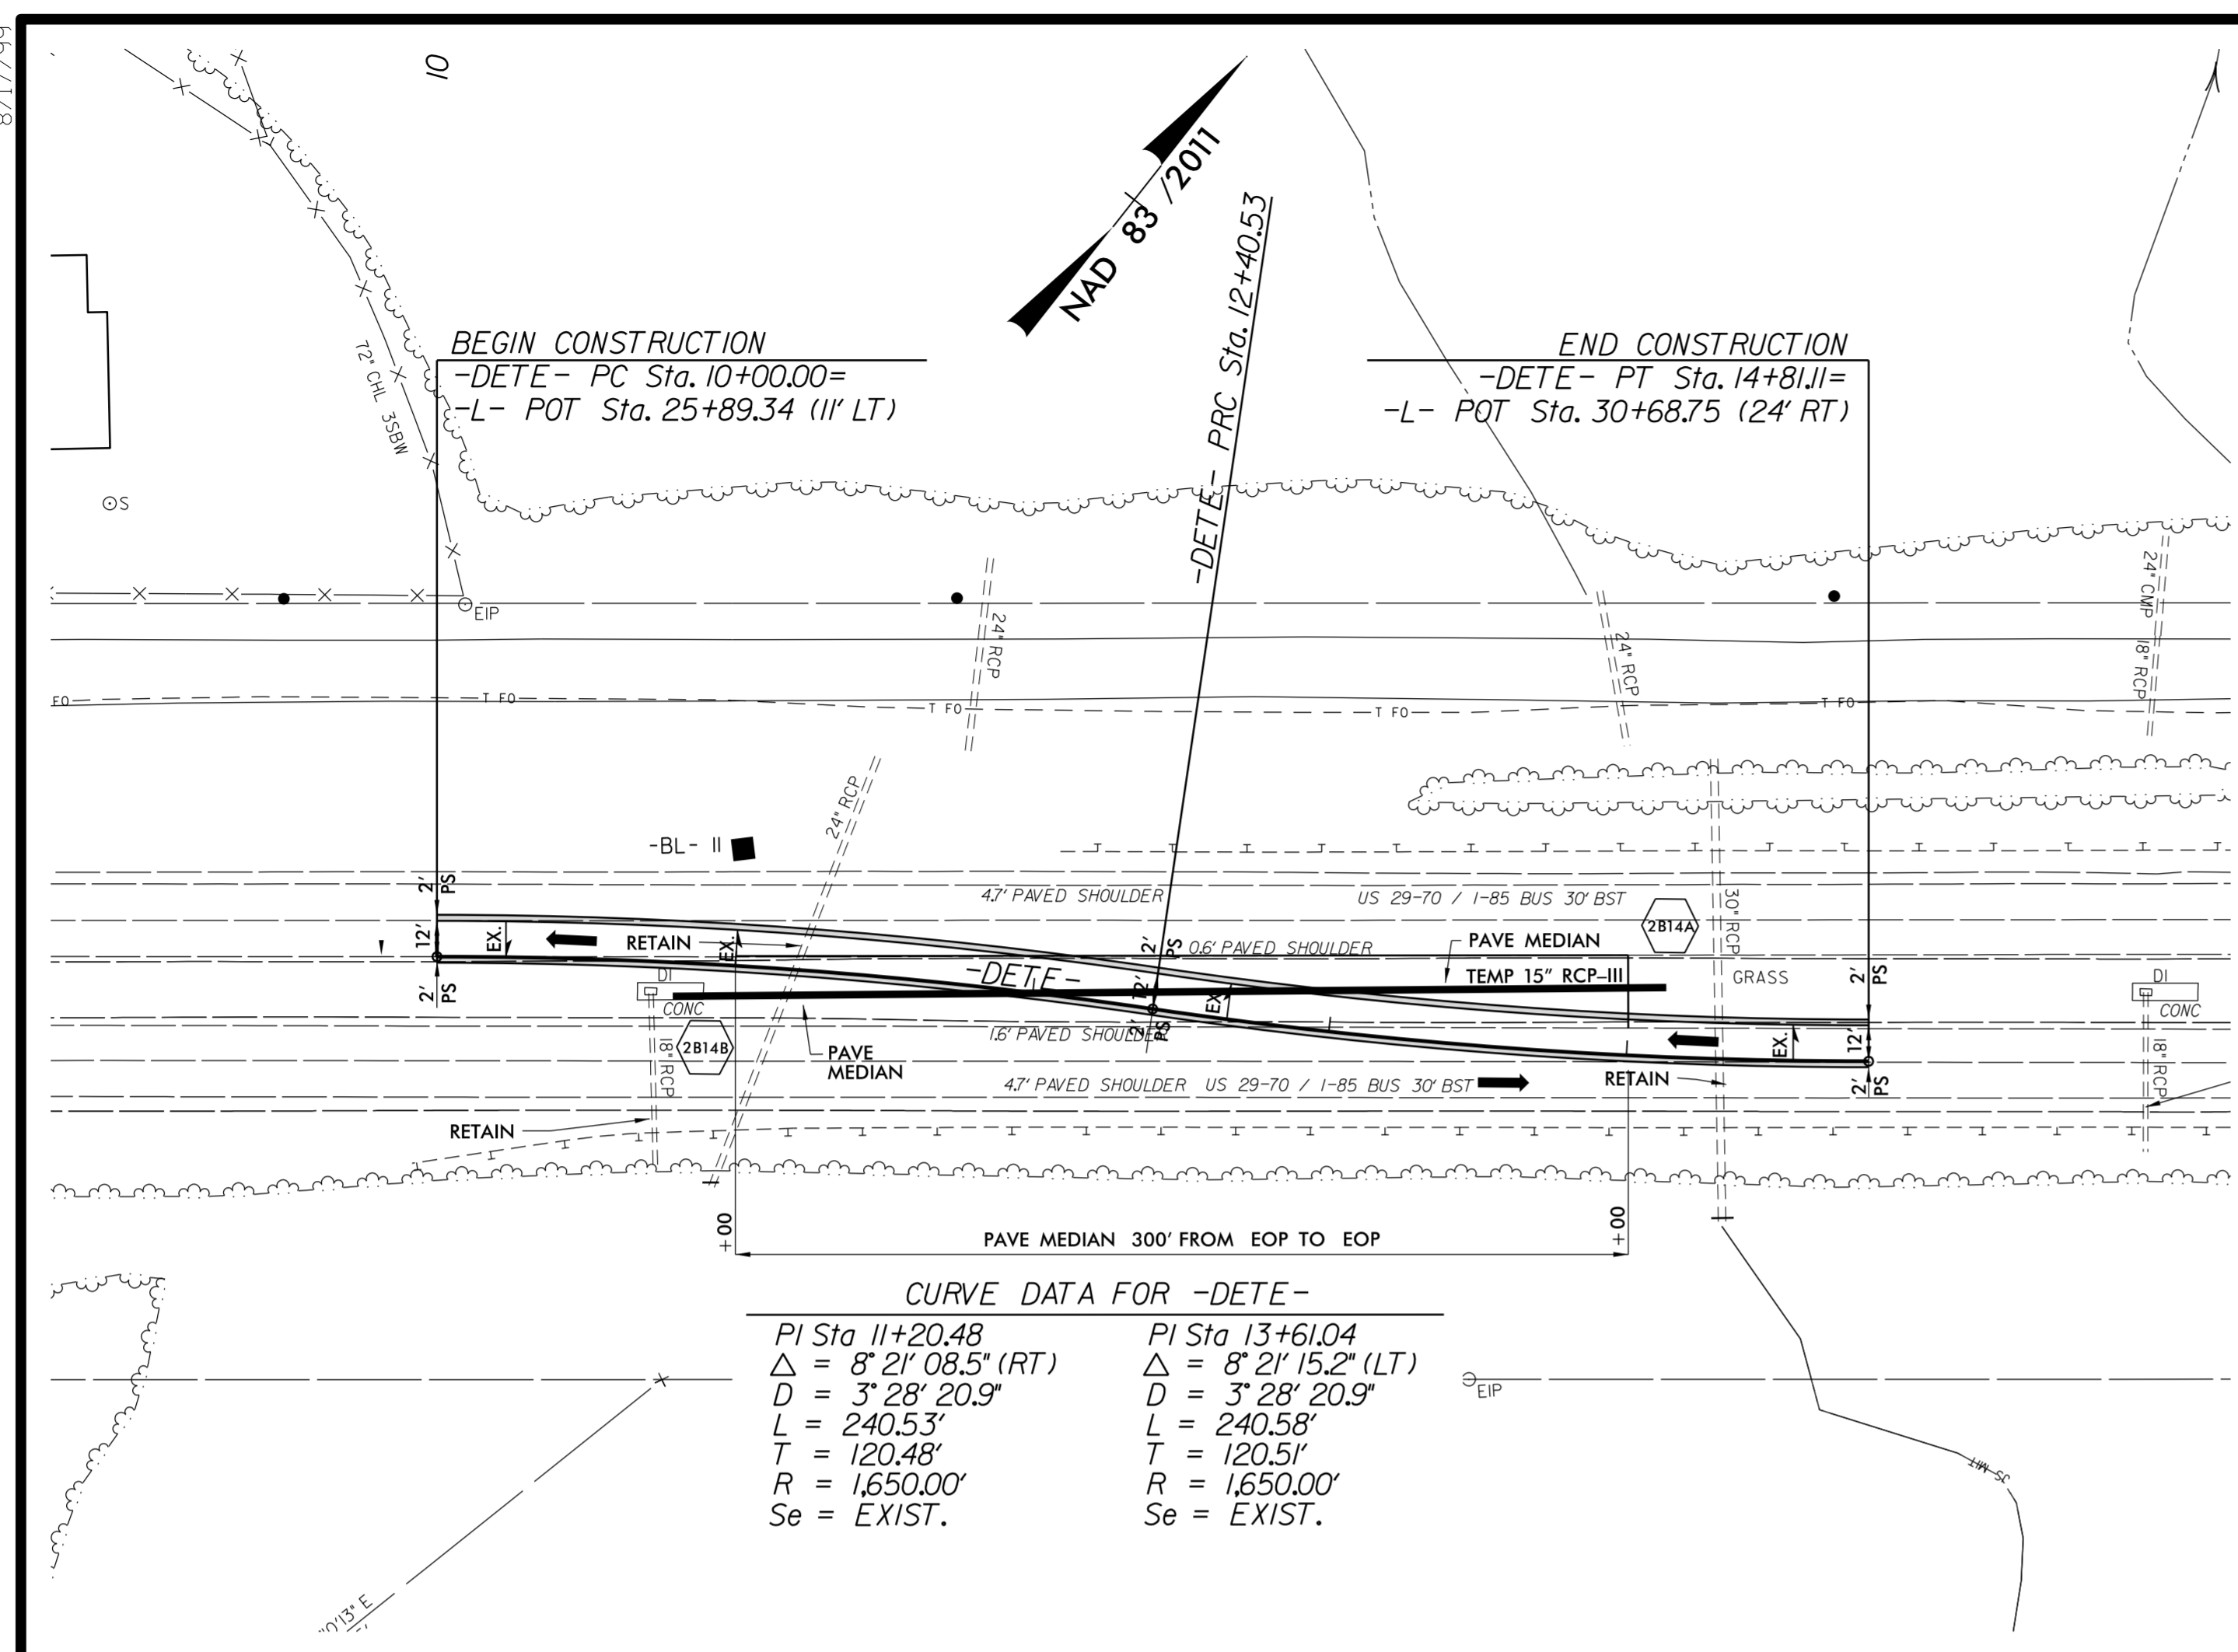 8/17/99
10
NAD 83 /2011
BEGIN CONSTRUCTION
-DETE- PC Sta. 10+00.00=
-L- POT Sta. 25+89.34 (11' LT)
-DETE- PRC Sta. 12+40.53
END CONSTRUCTION
-DETE- PT Sta. 14+81.11=
-L- POT Sta. 30+68.75 (24' RT)
72" CHL 3SBW
S
EIP
24" RCP
24" RCP
24" CMP
18" RCP
FO
T FO
T FO
T FO
T FO
24" RCP
-BL- 11
2'
PS
4.7' PAVED SHOULDER
US 29-70 / I-85 BUS 30' BST
30" RCP
2B14A
12'
EX.
RETAIN
EX.
2'
PS
0.6' PAVED SHOULDER
PAVE MEDIAN
-DETE-
TEMP 15" RCP-III
GRASS
2'
PS
DI
DI
2'
PS
CONC
12'
EX.
CONC
2B14B
18" RCP
1.6' PAVED SHOULDER
2'
PS
EX.
12'
18" RCP
PAVE
MEDIAN
4.7' PAVED SHOULDER US 29-70 / I-85 BUS 30' BST
RETAIN
2'
PS
RETAIN
+00
+00
PAVE MEDIAN 300' FROM EOP TO EOP
CURVE DATA FOR -DETE-
PI Sta 11+20.48
△ = 8° 21' 08.5" (RT)
D = 3° 28' 20.9"
L = 240.53'
T = 120.48'
R = 1,650.00'
Se = EXIST.
PI Sta 13+61.04
△ = 8° 21' 15.2" (LT)
D = 3° 28' 20.9"
L = 240.58'
T = 120.51'
R = 1,650.00'
Se = EXIST.
EIP